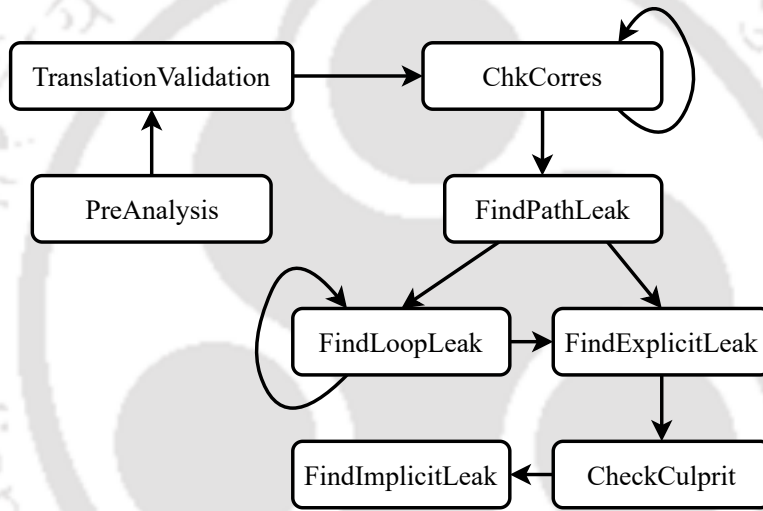 TranslationValidation
ChkCorres
PreAnalysis
FindPathLeak
FindLoopLeak
FindExplicitLeak
FindImplicitLeak
CheckCulprit